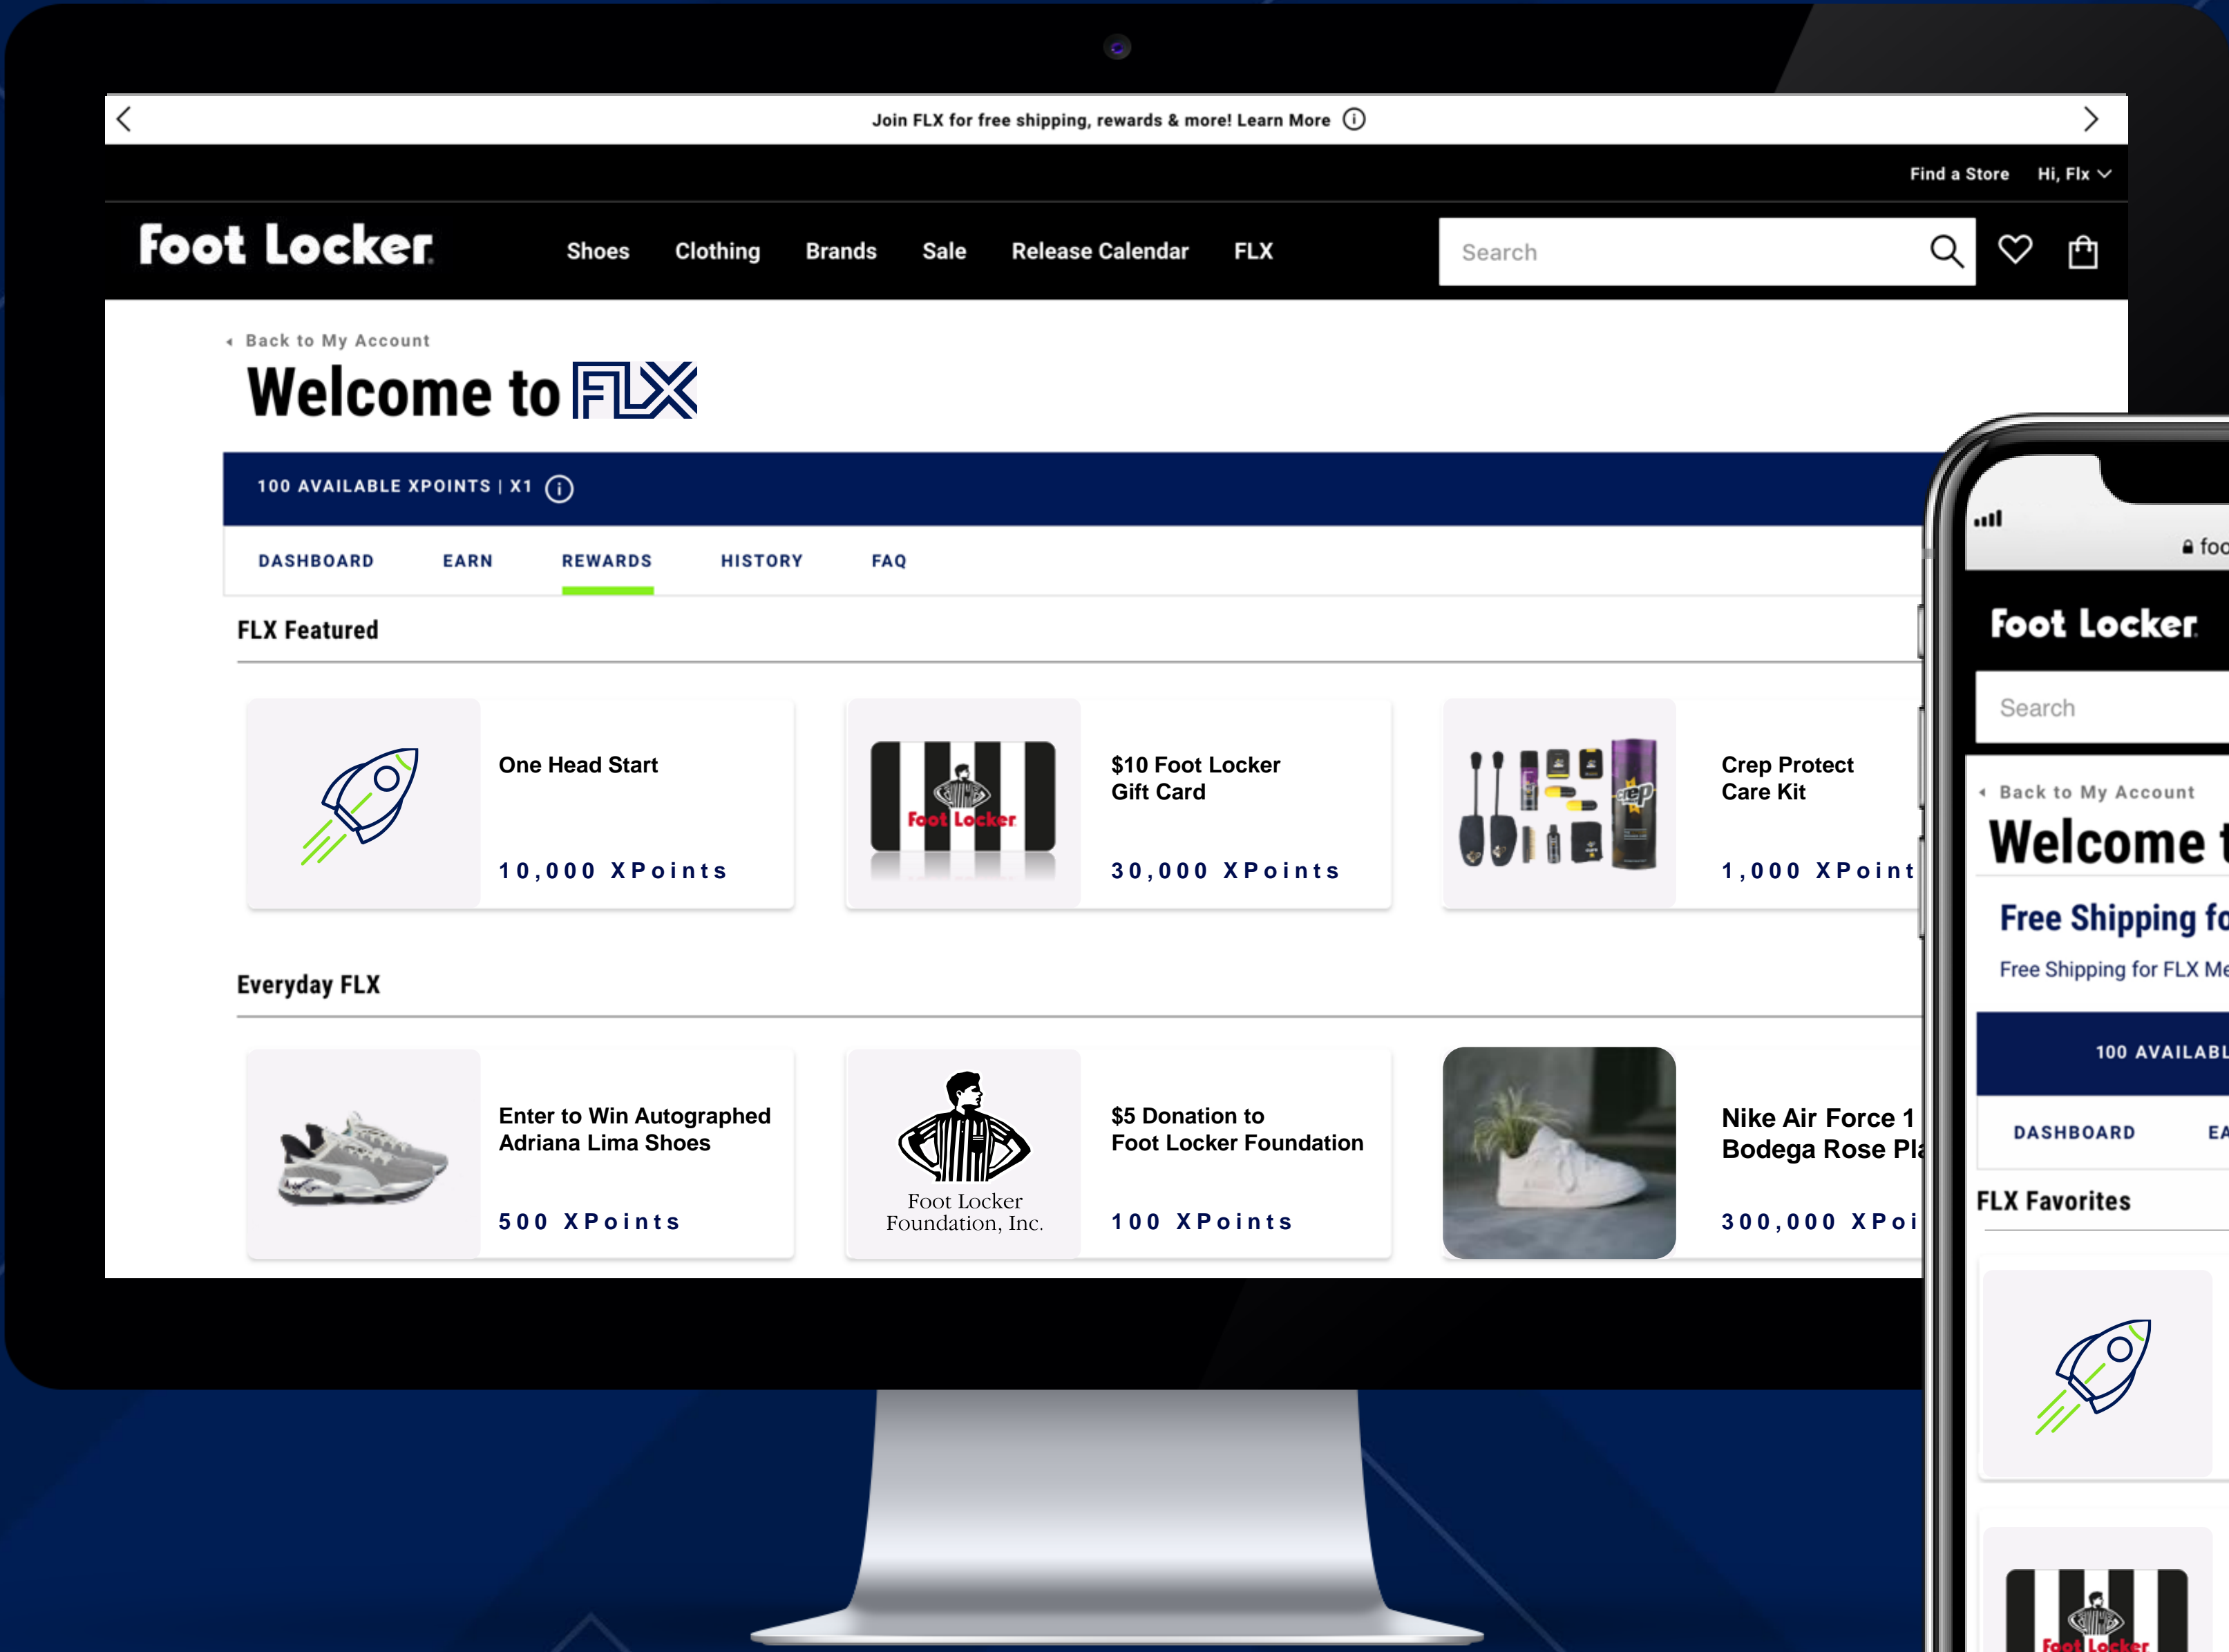 Join FLX for free shipping, rewards & more! Learn More
Find a Store Hi, Flx
Foot Locker
Shoes Clothing Brands Sale Release Calendar FLX
Search
Back to My Account
Welcome to FLX
100 AVAILABLE XPOINTS | X1
DASHBOARD EARN REWARDS HISTORY FAQ
FLX Featured
One Head Start
10,000 XPoints
Foot Locker
$10 Foot Locker
Gift Card
30,000 XPoints
crep
Crep Protect
Care Kit
1,000 XPoint
Everyday FLX
Enter to Win Autographed
Adriana Lima Shoes
500 XPoints
Foot Locker
Foundation, Inc.
$5 Donation to
Foot Locker Foundation
100 XPoints
Nike Air Force 1
Bodega Rose Pla
300,000 XPoi
foo
Foot Locker
Search
Back to My Account
Welcome t
Free Shipping fo
Free Shipping for FLX Me
100 AVAILABL
DASHBOARD EA
FLX Favorites
Foot Locker